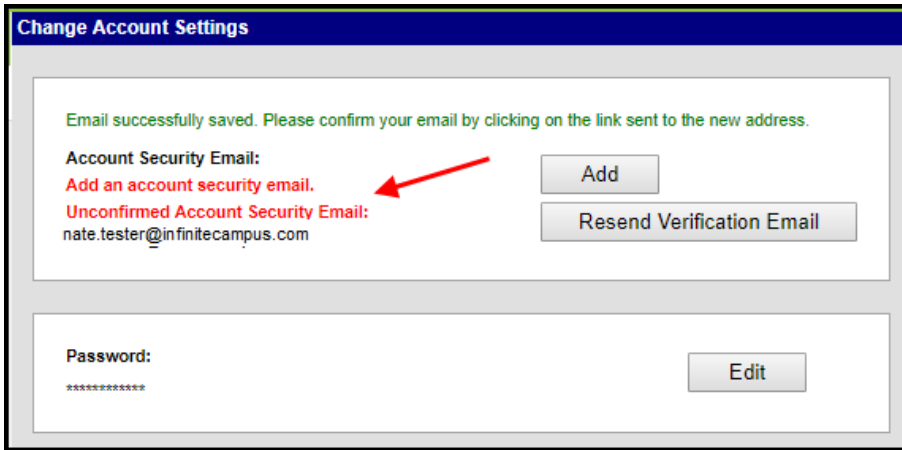 Change Account Settings
Email successfully saved. Please confirm your email by clicking on the link sent to the new address.
Account Security Email:
Add an account security email.
Add
Unconfirmed Account Security Email:
nate.tester@infinitecampus.com
Resend Verification Email
Password:
************
Edit